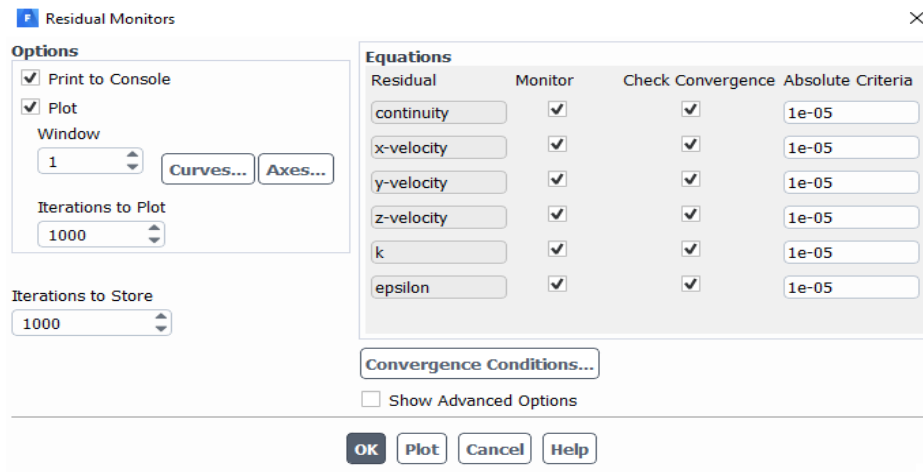 F Residual Monitors
Options
Print to Console
Plot
Window
1
Curves... Axes...
Iterations to Plot
1000
Iterations to Store
1000
Equations
Residual Monitor Check Convergence Absolute Criteria
continuity 1e-05
x-velocity 1e-05
y-velocity 1e-05
z-velocity 1e-05
k 1e-05
epsilon 1e-05
Convergence Conditions...
Show Advanced Options
OK Plot Cancel Help